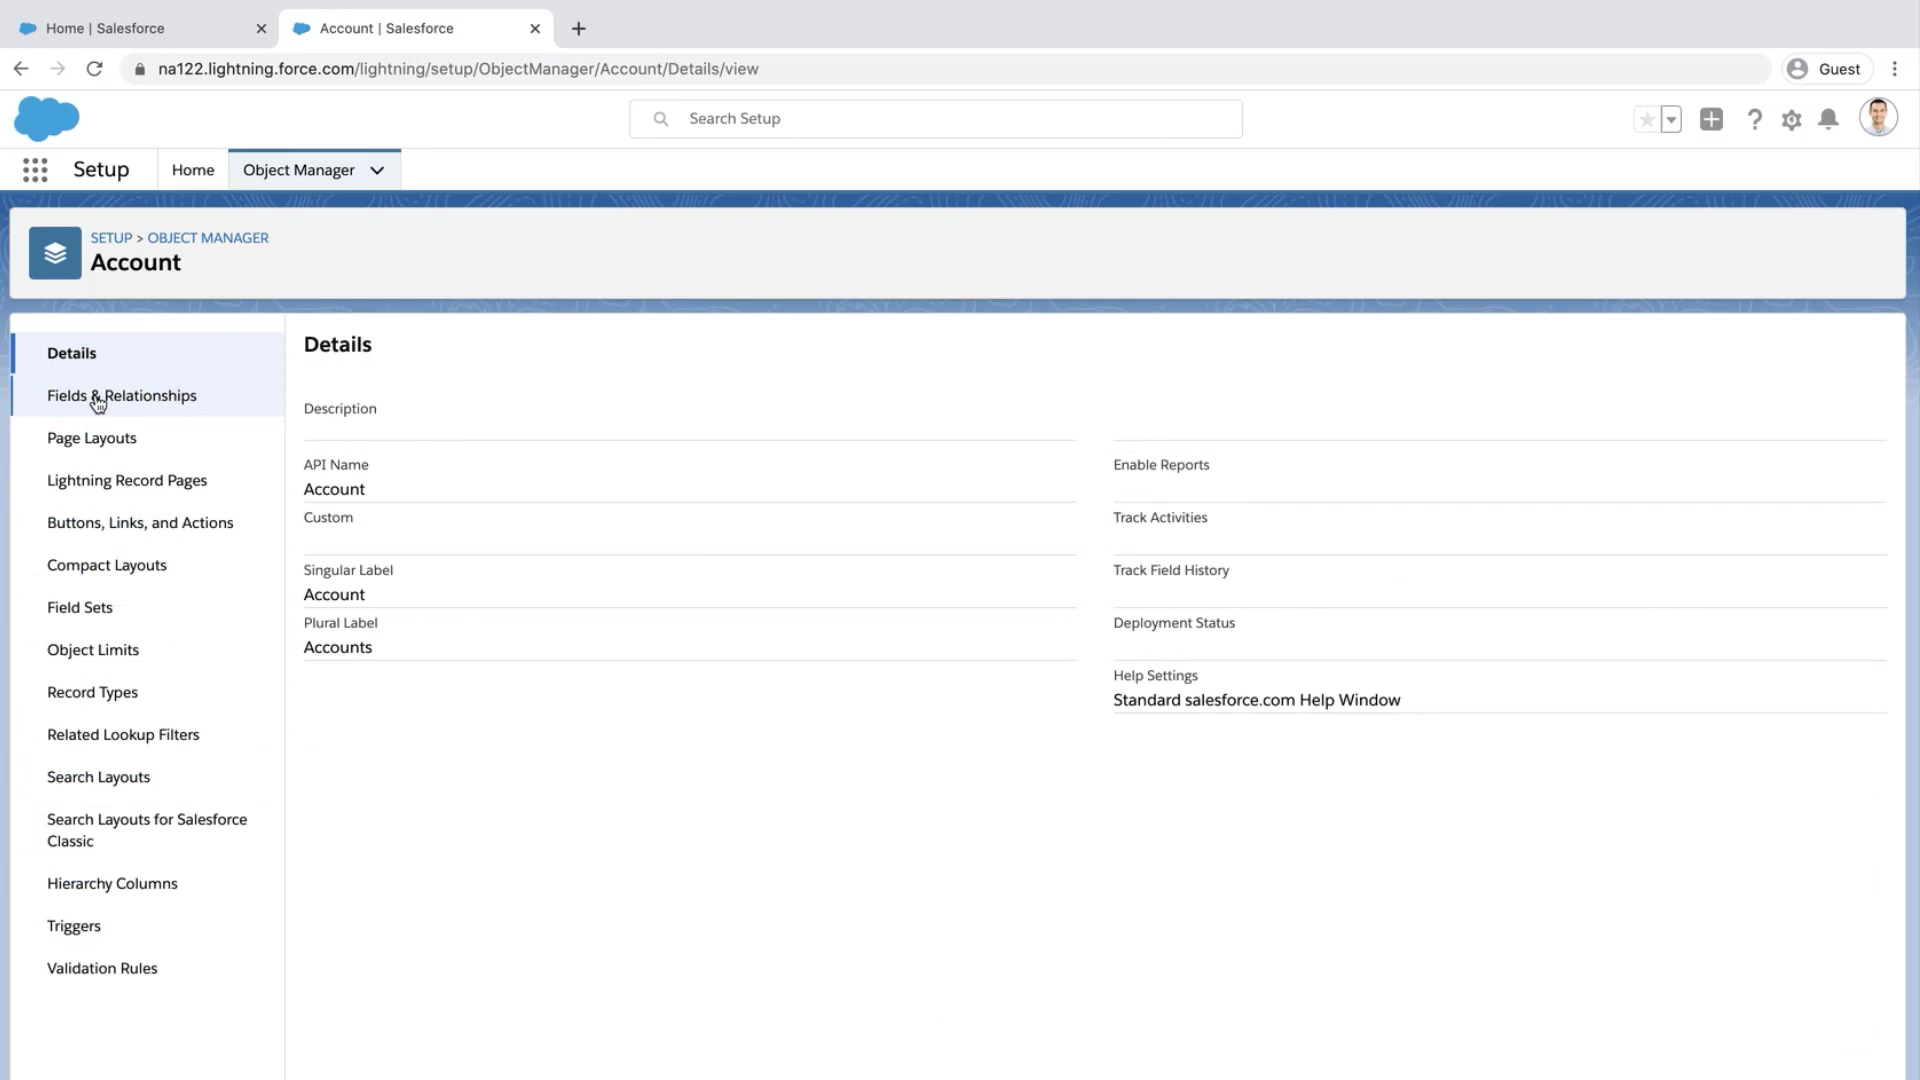 Home | Salesforce
Account | Salesforce
na122.lightning.force.com/lightning/setup/ObjectManager/Account/Details/view
Guest
Search Setup
Setup
Home
Object Manager
SETUP > OBJECT MANAGER
Account
Details
Fields & Relationships
Page Layouts
Lightning Record Pages
Buttons, Links, and Actions
Compact Layouts
Field Sets
Object Limits
Record Types
Related Lookup Filters
Search Layouts
Search Layouts for Salesforce
Classic
Hierarchy Columns
Triggers
Validation Rules
Details
Description
API Name
Account
Custom
Singular Label
Account
Plural Label
Accounts
Enable Reports
Track Activities
Track Field History
Deployment Status
Help Settings
Standard salesforce.com Help Window